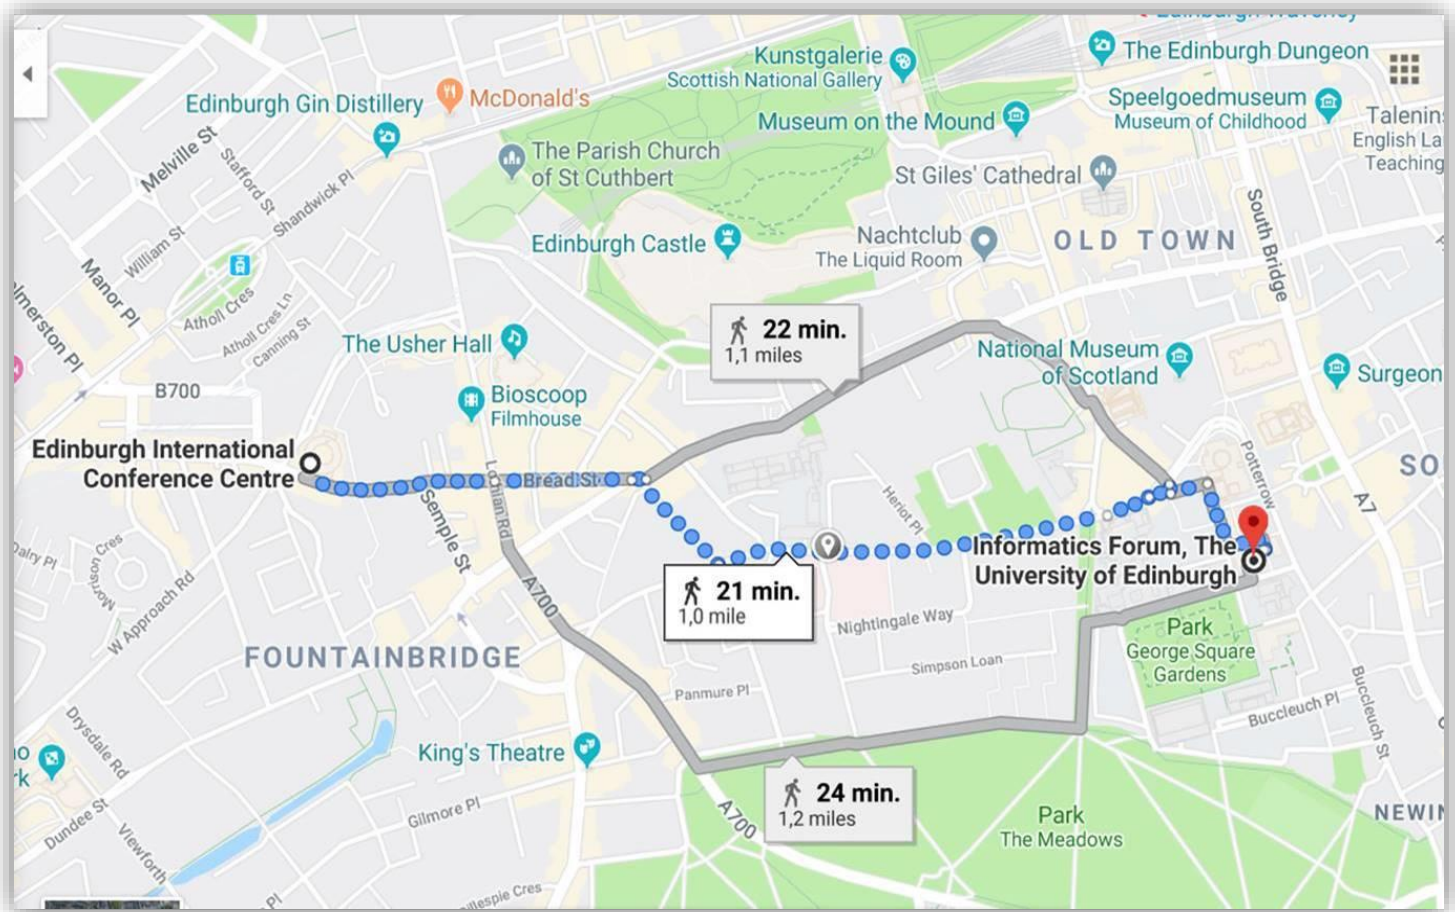 Kunstgalerie
Scottish National Gallery
The Edinburgh Dungeon
Edinburgh Gin Distillery
McDonald's
Speelgoedmuseum
Museum of Childhood
Museum on the Mound
English
Teaching
Melville St
Stafford St
Shandwick Pl
The Parish Church
of St Cuthbert
St Giles' Cathedral
South Bridge
William St
Manor Pl
Edinburgh Castle
Nachtclub
The Liquid Room
OLD TOWN
Atholl Cres
Atholl Cres Ln
Canning St
22 min.
1,1 miles
The Usher Hall
National Museum
of Scotland
Surgeon
B700
Bioscoop
Filmhouse
Edinburgh International
Conference Centre
Bread St
Lothian Rd
Semple St
Heriot Pl
Potterrow
SO
A7
Dalry Pl
Morrison Cres
W Approach Rd
A700
Informatics Forum, The
University of Edinburgh
21 min.
1,0 mile
Nightingale Way
Simpson Loan
Park
George Square
Gardens
FOUNTAINBRIDGE
Panmure Pl
Buccleuch Pl
Buccleuch St
Drysdale Rd
King's Theatre
24 min.
1,2 miles
Gilmore Pl
A700
Park
The Meadows
NEWIN
Dundee St
Viewforth